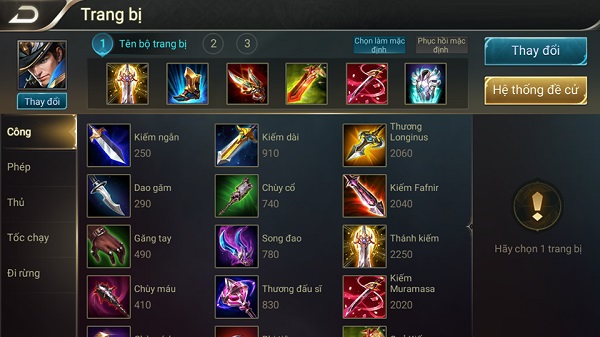 Trang bị
1 Tên bộ trang bị 2 3
Chọn làm mặc
định
Phục hồi mặc
định
Thay đổi
Thay đổi
Hệ thống đề cử
Công
Phép
Thủ
Tốc chạy
Đi rừng
Kiếm ngắn
250
Kiếm dài
910
Thương
Longinus
2060
Dao găm
290
Chùy cổ
740
Kiếm Fafnir
2040
Găng tay
490
Song đao
780
Thánh kiếm
2250
Chùy máu
410
Thương đấu sĩ
830
Kiếm
Muramasa
2020
Hãy chọn 1 trang bị